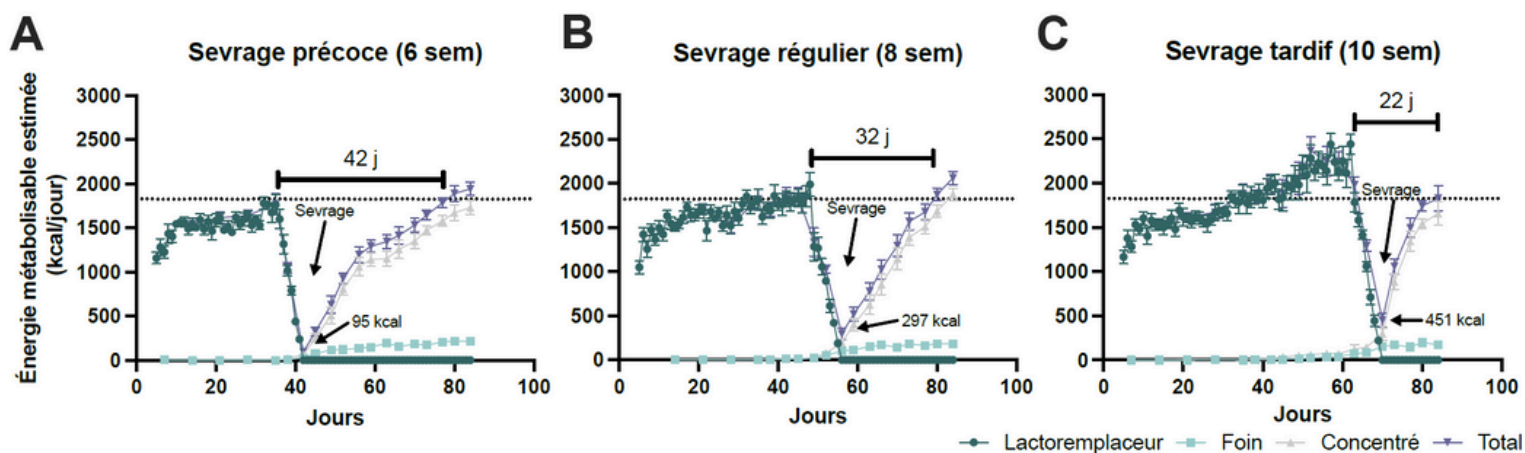 A
Sevrage précoce (6 sem)
Énergie métabolisable estimée
(kcal/jour)
3000
2500
2000
1500
1000
500
0
42 j
Sevrage
95 kcal
0
20
40
60
80
100
Jours
B
Sevrage régulier (8 sem)
3000
2500
2000
1500
1000
500
0
32 j
Sevrage
297 kcal
0
20
40
60
80
100
Jours
C
Sevrage tardif (10 sem)
3000
2500
2000
1500
1000
500
0
22 j
Sevrage
451 kcal
0
20
40
60
80
100
Jours
Lactoremplaceur
Foin
Concentré
Total